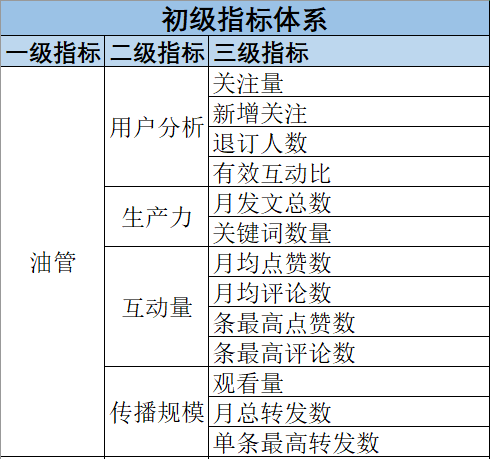 初级指标体系
一级指标 二级指标 三级指标
油管
用户分析
关注量
新增关注
退订人数
有效互动比
生产力
月发文总数
关键词数量
互动量
月均点赞数
月均评论数
条最高点赞数
条最高评论数
传播规模
观看量
月总转发数
单条最高转发数